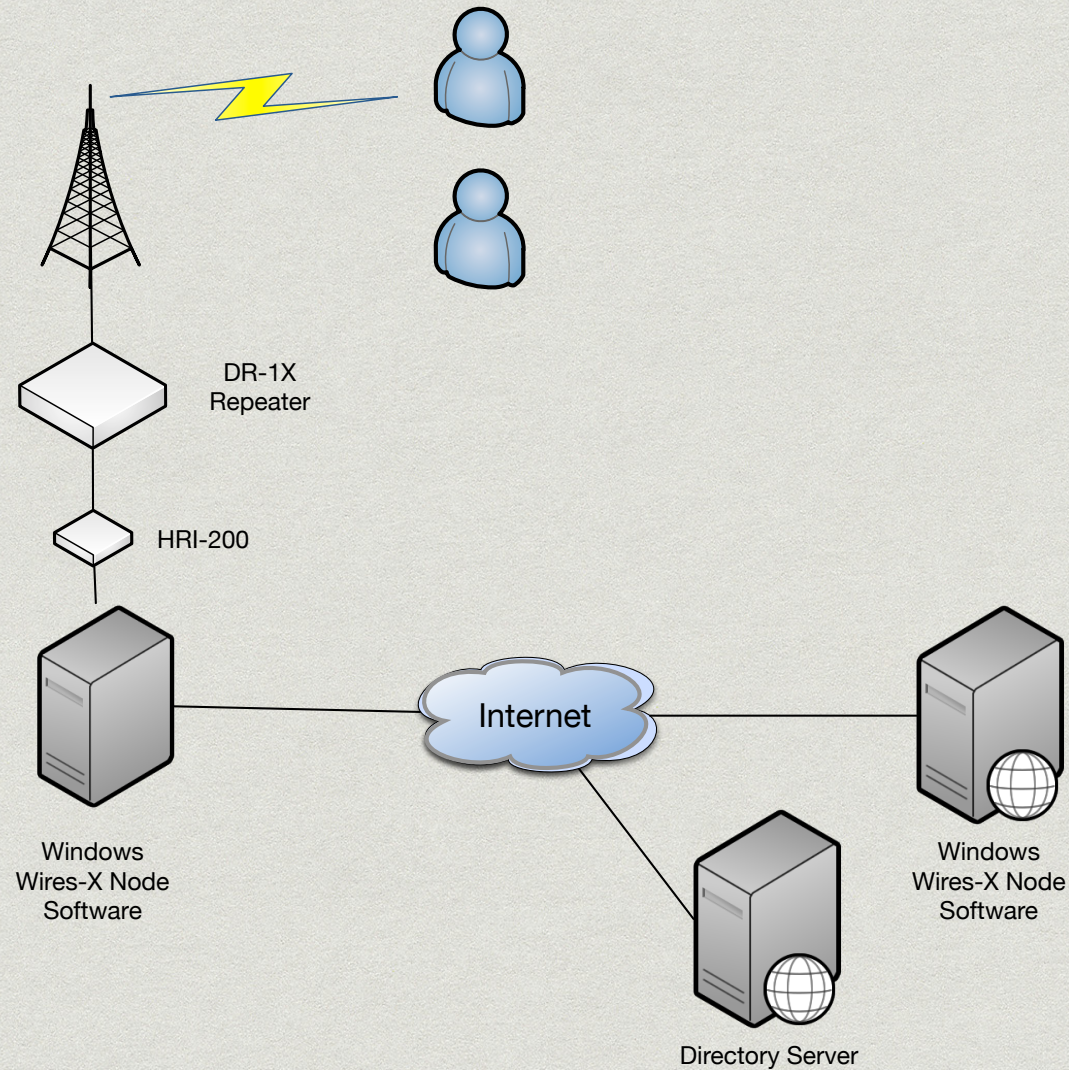 DR-1X
Repeater
HRI-200
Internet
Windows
Wires-X Node
Software
Windows
Wires-X Node
Software
Directory Server